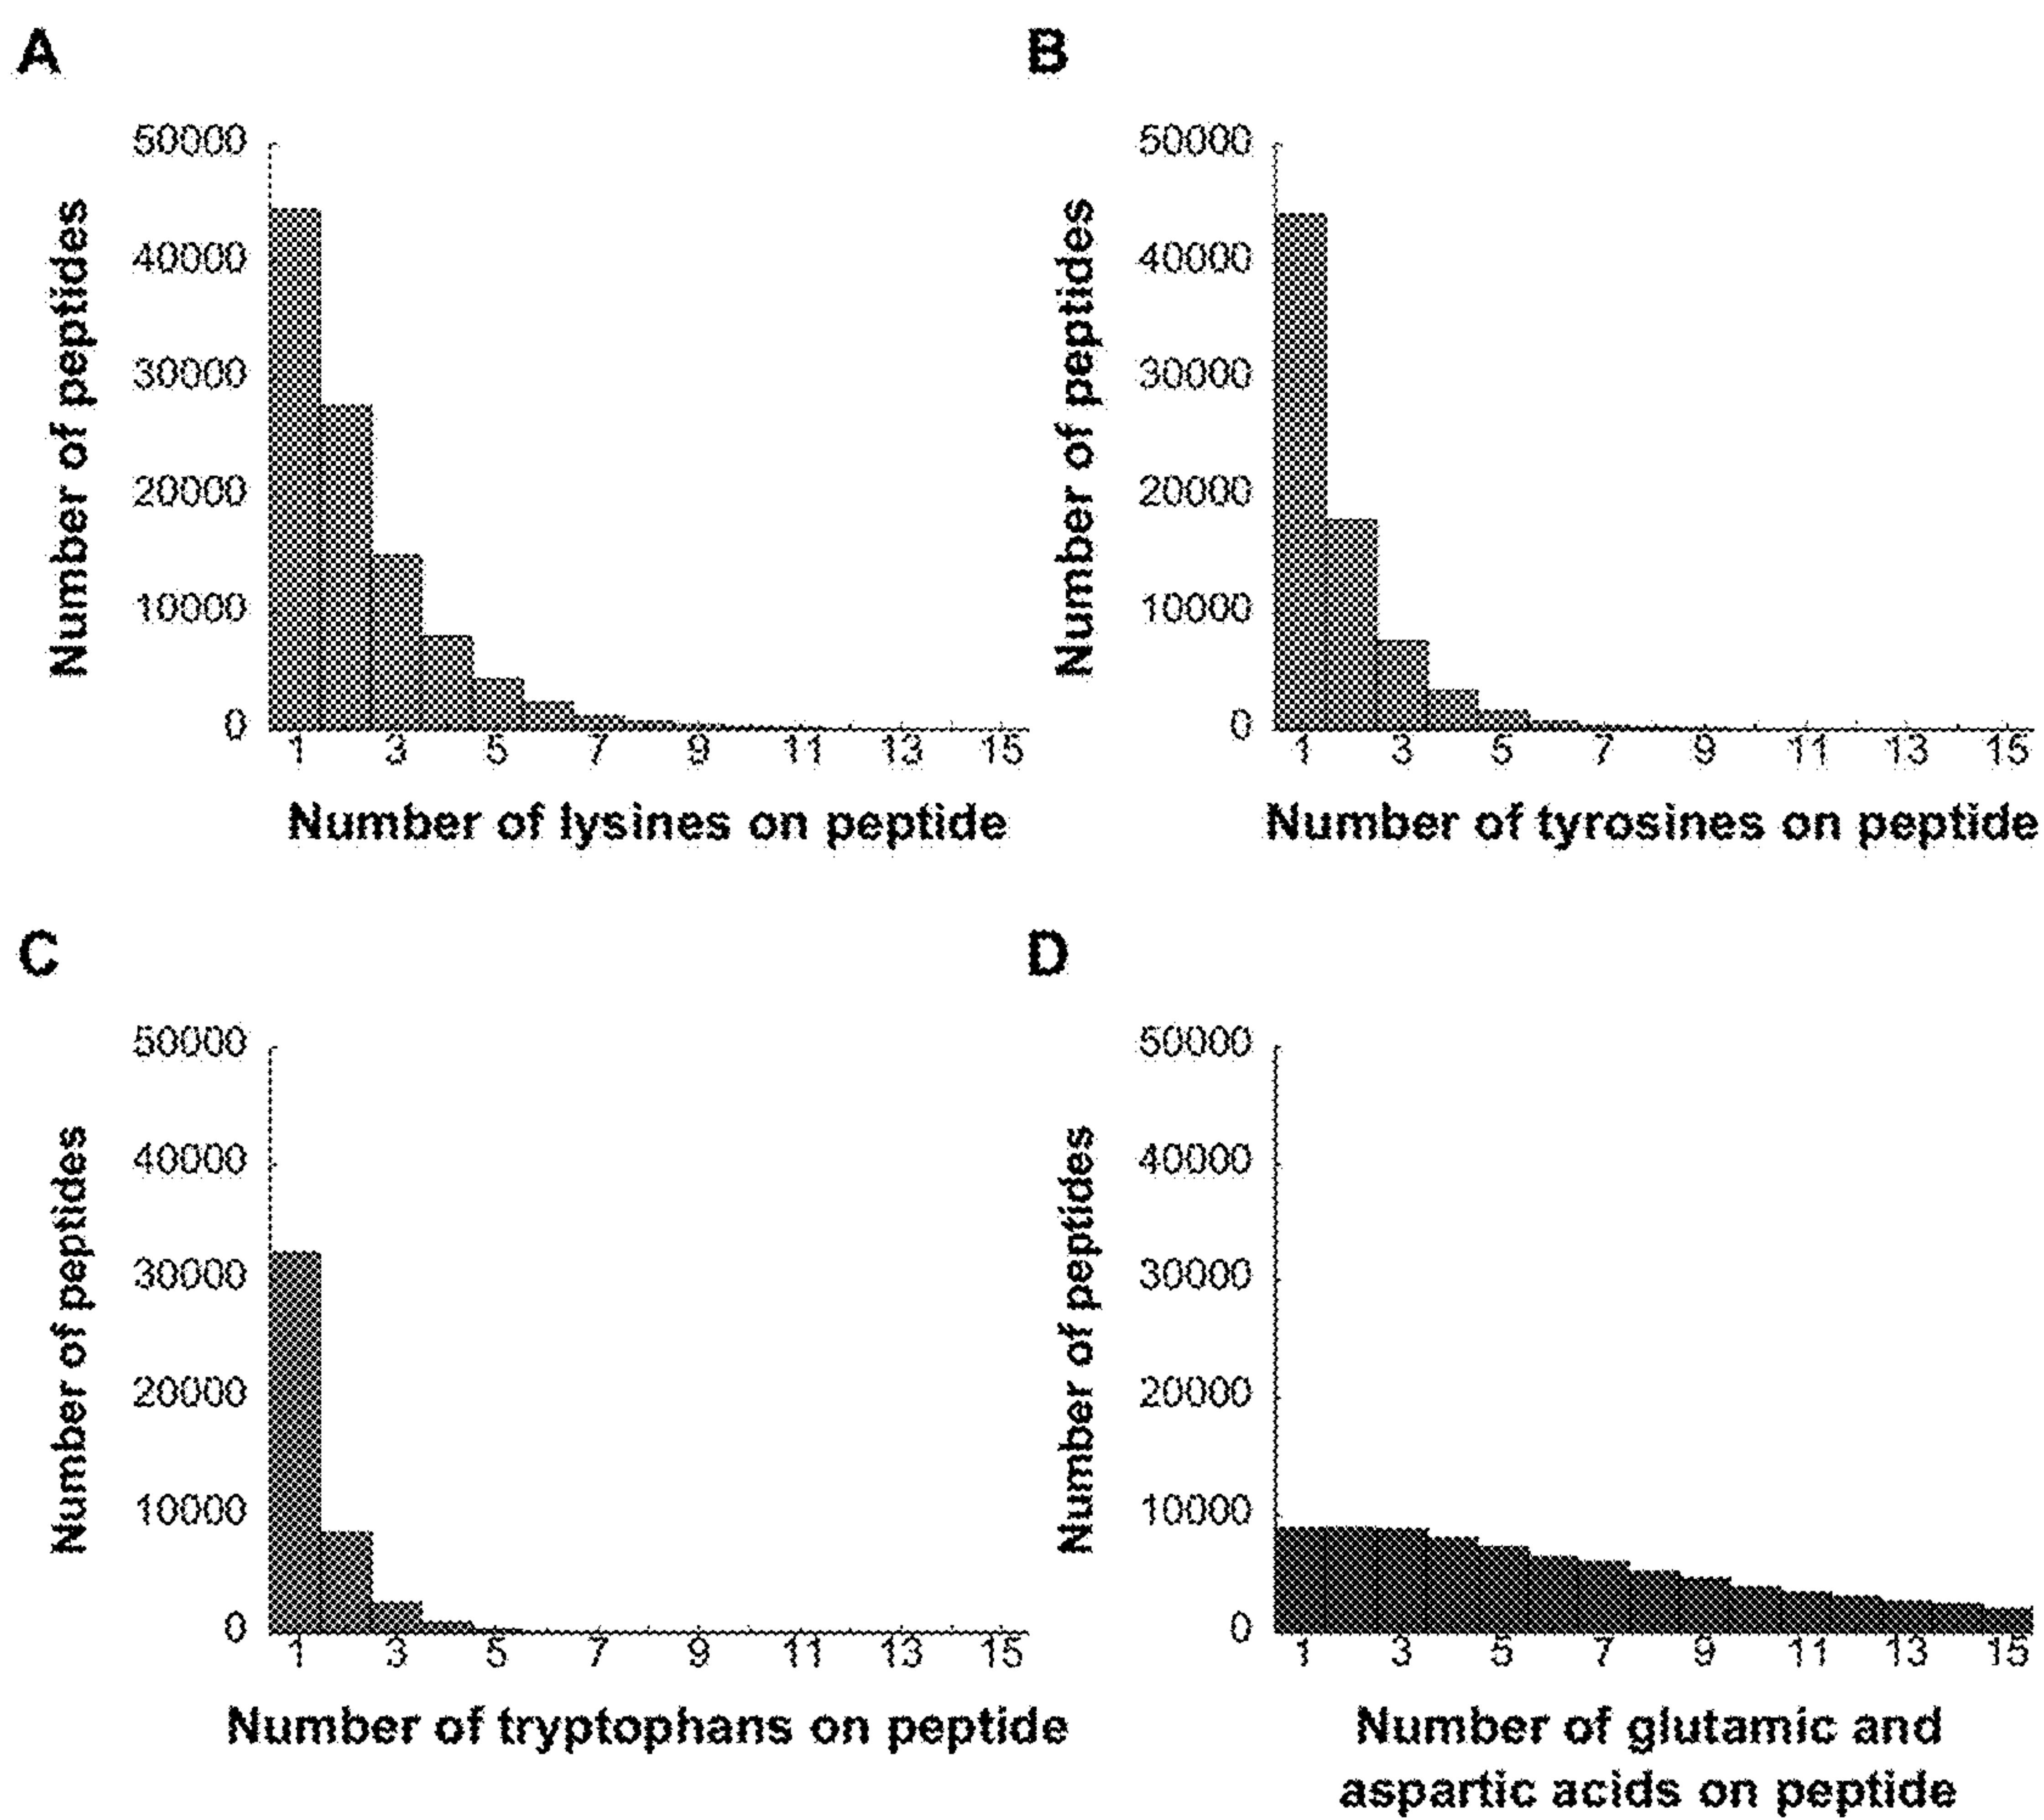 A
Number of peptides
50000
40000
30000
20000
10000
0
1 3 5 7 9 11 13 15
Number of lysines on peptide
B
Number of peptides
50000
40000
30000
20000
10000
0
1 3 5 7 9 11 13 15
Number of tyrosines on peptide
C
Number of peptides
50000
40000
30000
20000
10000
0
1 3 5 7 9 11 13 15
Number of tryptophans on peptide
D
Number of peptides
50000
40000
30000
20000
10000
0
1 3 5 7 9 11 13 15
Number of glutamic and
aspartic acids on peptide